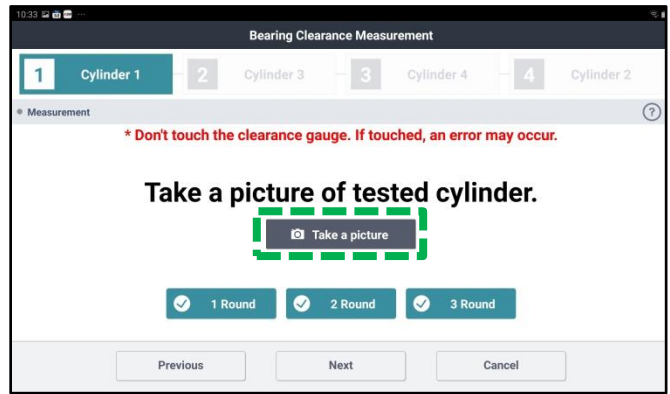 10:33
Bearing Clearance Measurement
1 Cylinder 1 2 Cylinder 3 3 Cylinder 4 4 Cylinder 2
Measurement ?
* Don't touch the clearance gauge. If touched, an error may occur.
Take a picture of tested cylinder.
Take a picture
1 Round 2 Round 3 Round
Previous Next Cancel